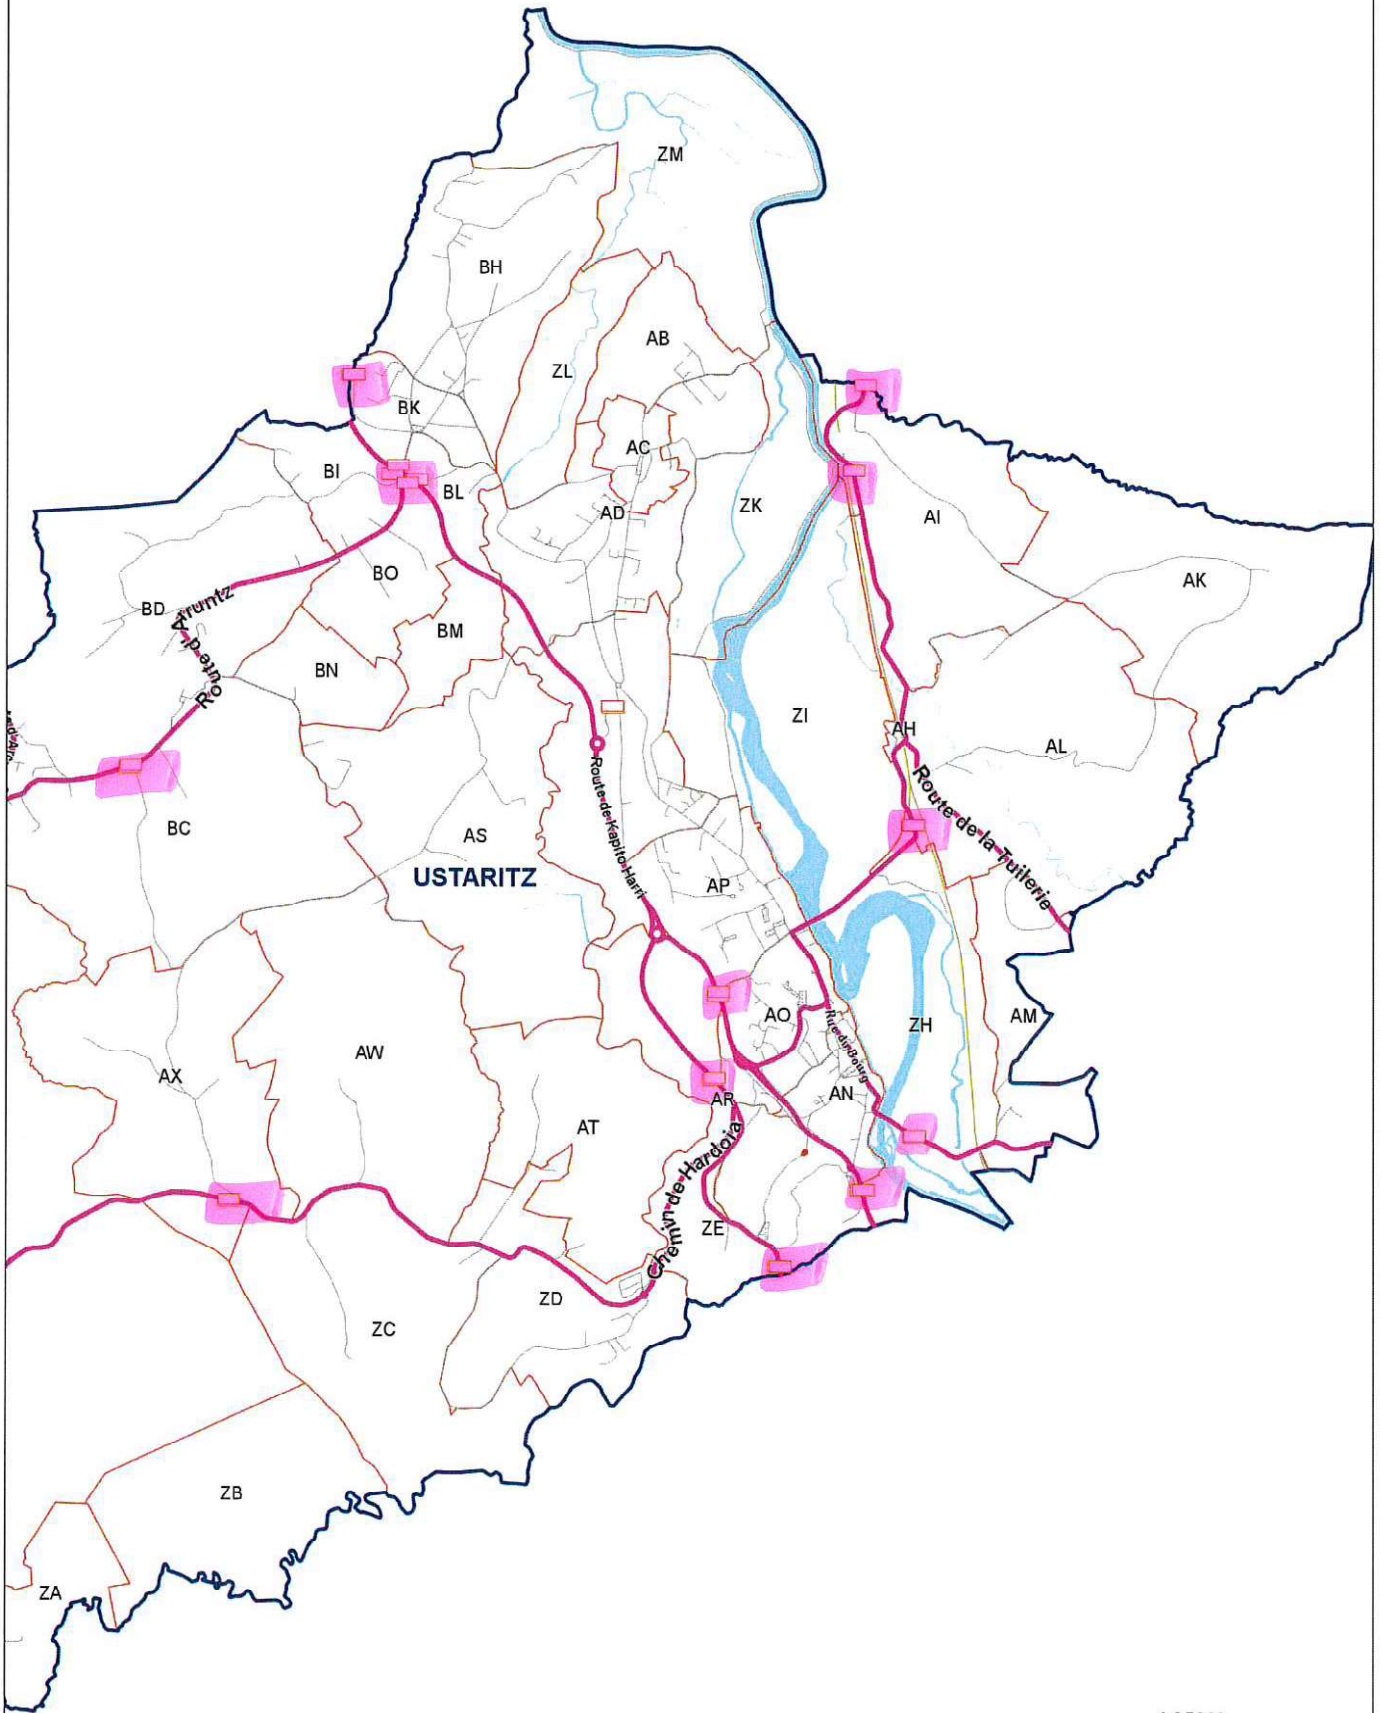 ZM
BH
AB
ZL
BK
AC
BI
BL
ZK
AD
AI
BO
AK
BD
Route d'Arruntz
BM
BN
ZI
AH
AL
Route de Kapito Harri
Route de la Tuilerie
BC
AS
USTARITZ
AP
AO
ZH
AM
Rue du Bourg
AW
AX
AN
AR
AT
Chemin de Hardoia
ZE
ZD
ZC
ZB
ZA